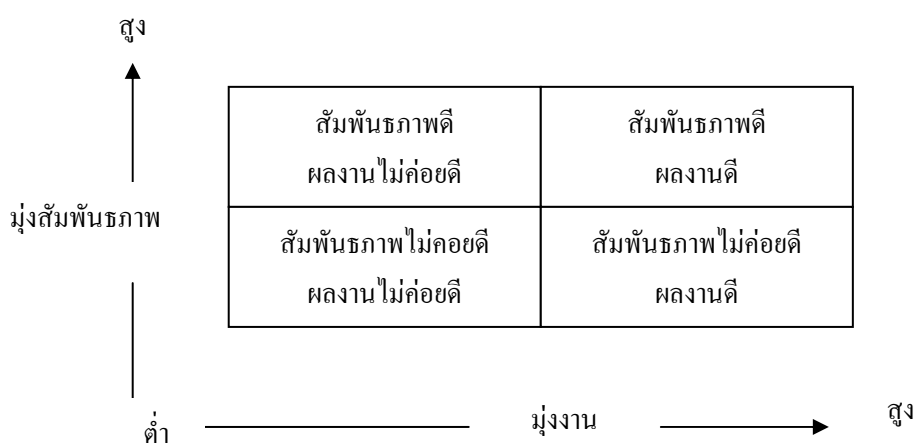 สูง
สัมพันธภาพดี สัมพันธภาพดี
ผลงานไม่ค่อยดี ผลงานดี
มุ่งสัมพันธภาพ
สัมพันธภาพไม่คอยดี สัมพันธภาพไม่ค่อยดี
ผลงานไม่ค่อยดี ผลงานดี
ต่ำ มุ่งงาน สูง